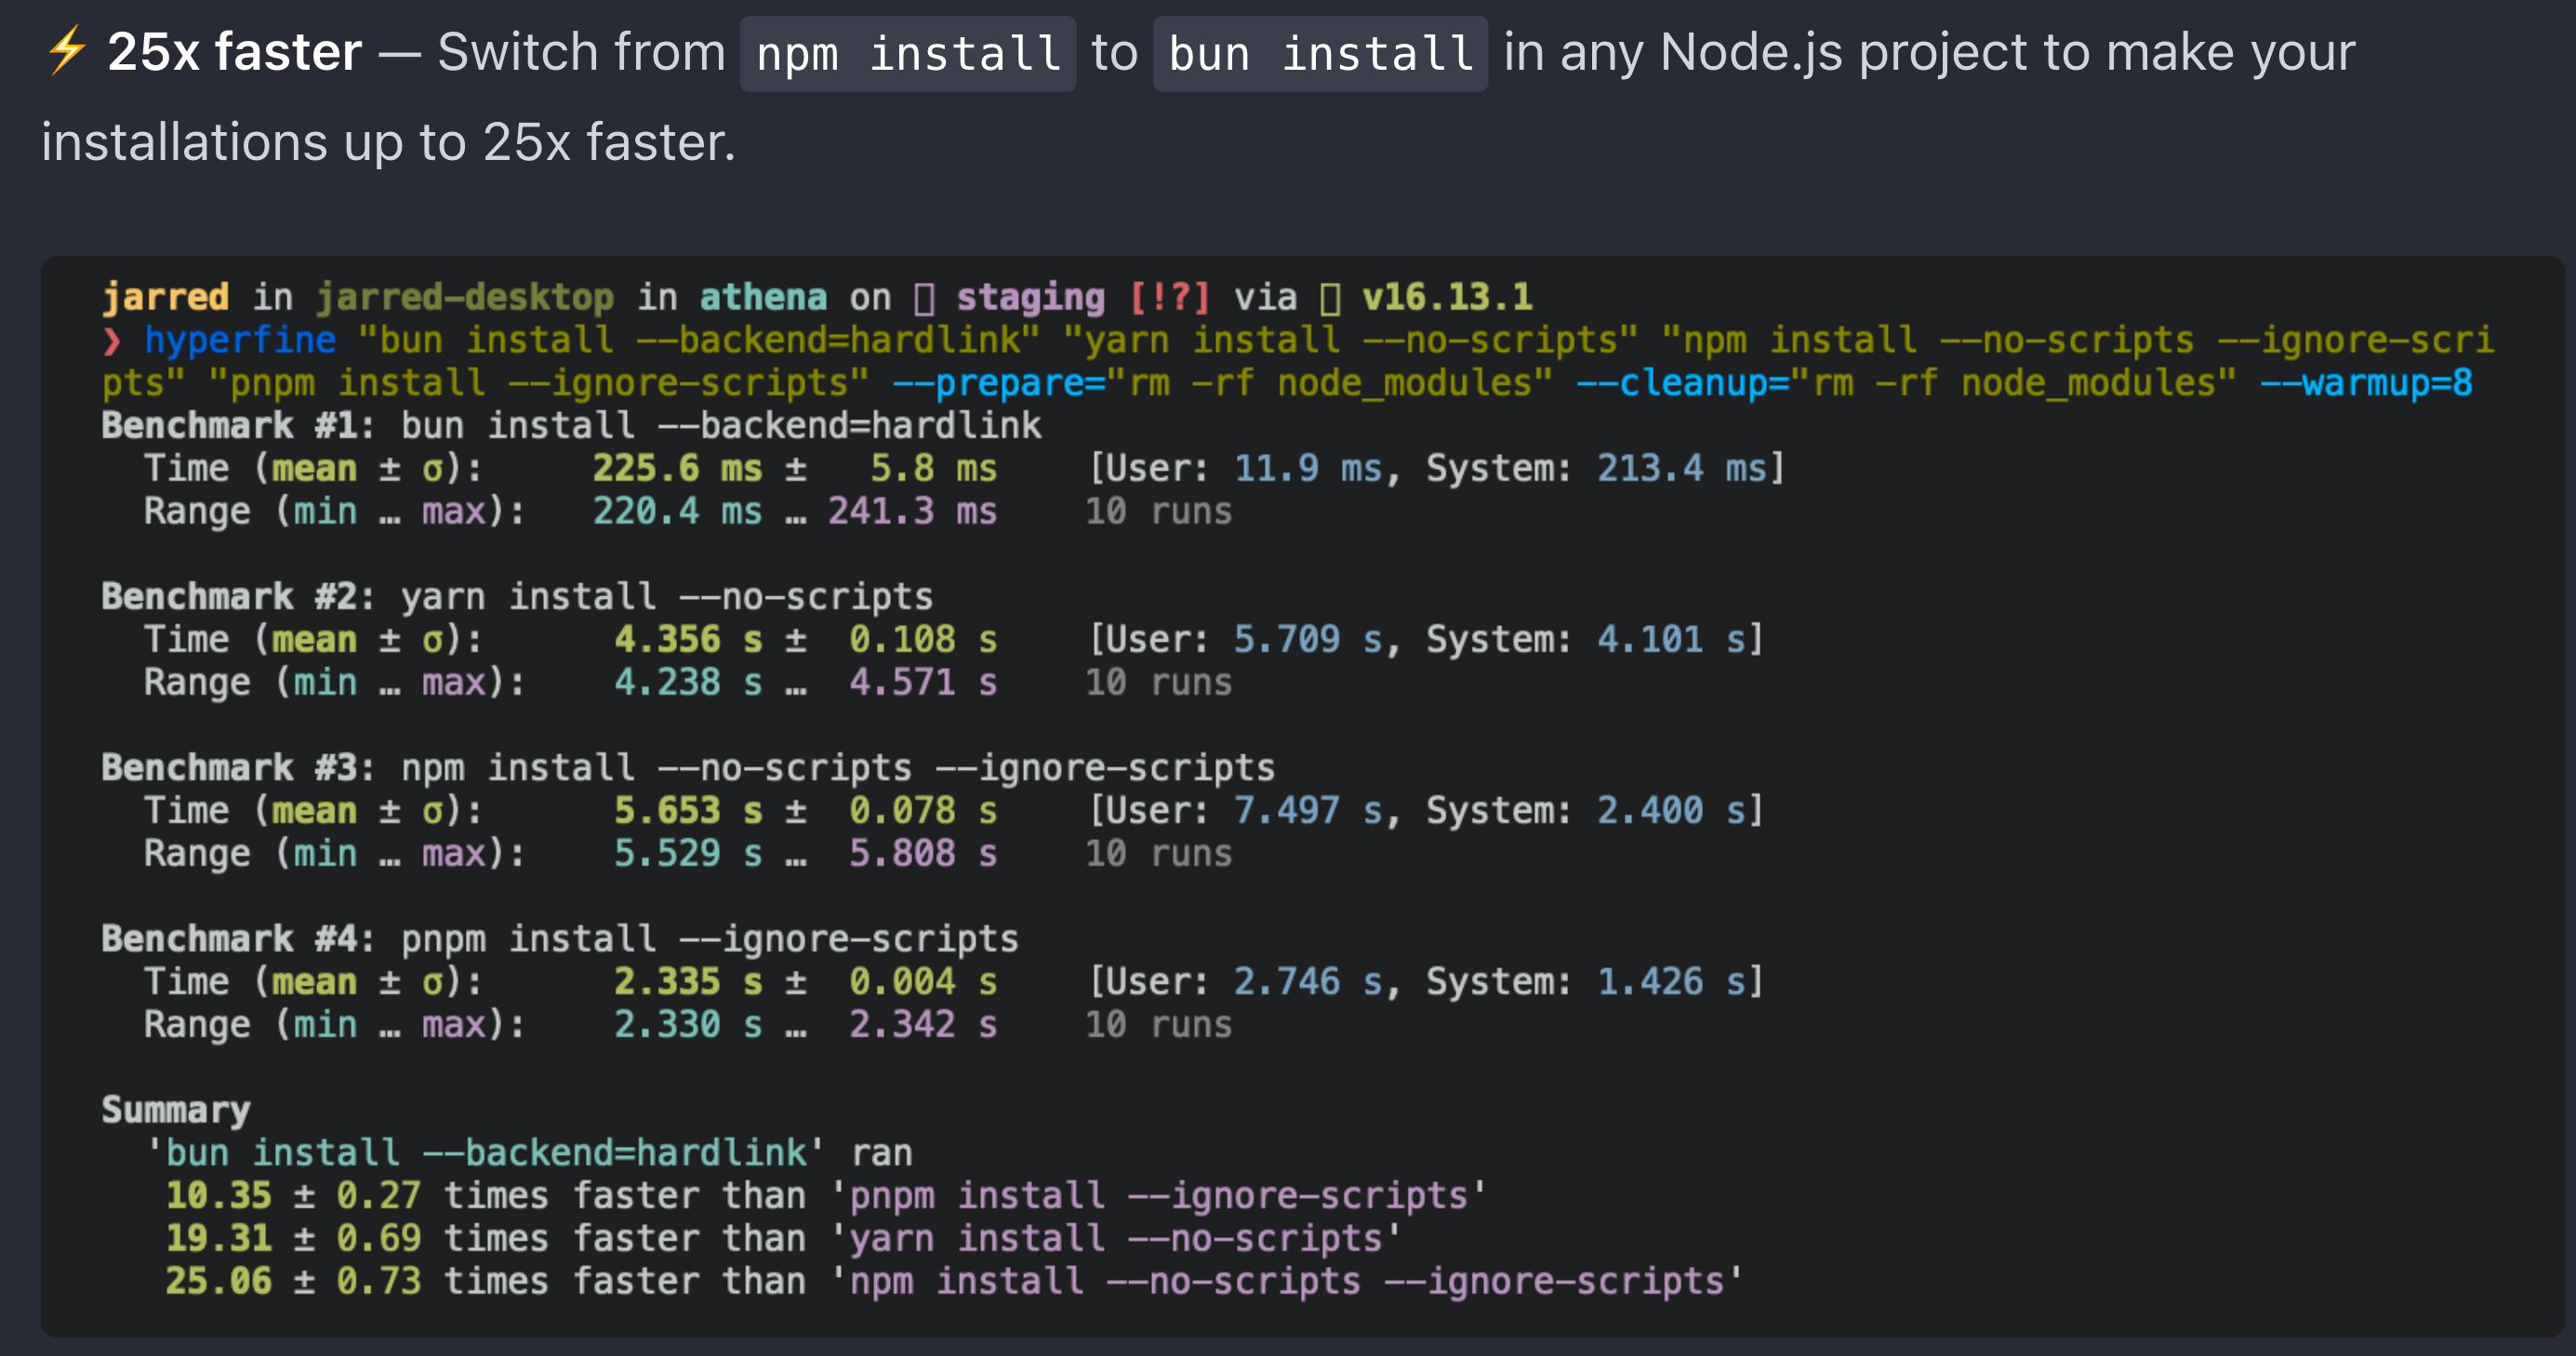 ⚡ 25x faster — Switch from npm install to bun install in any Node.js project to make your
installations up to 25x faster.
jarred in jarred-desktop in athena on staging [!?] via v16.13.1
❯ hyperfine "bun install --backend=hardlink" "yarn install --no-scripts" "npm install --no-scripts --ignore-scri
pts" "pnpm install --ignore-scripts" --prepare="rm -rf node_modules" --cleanup="rm -rf node_modules" --warmup=8
Benchmark #1: bun install --backend=hardlink
Time (mean ± σ): 225.6 ms ± 5.8 ms [User: 11.9 ms, System: 213.4 ms]
Range (min … max): 220.4 ms … 241.3 ms 10 runs
Benchmark #2: yarn install --no-scripts
Time (mean ± σ): 4.356 s ± 0.108 s [User: 5.709 s, System: 4.101 s]
Range (min … max): 4.238 s … 4.571 s 10 runs
Benchmark #3: npm install --no-scripts --ignore-scripts
Time (mean ± σ): 5.653 s ± 0.078 s [User: 7.497 s, System: 2.400 s]
Range (min … max): 5.529 s … 5.808 s 10 runs
Benchmark #4: pnpm install --ignore-scripts
Time (mean ± σ): 2.335 s ± 0.004 s [User: 2.746 s, System: 1.426 s]
Range (min … max): 2.330 s … 2.342 s 10 runs
Summary
'bun install --backend=hardlink' ran
10.35 ± 0.27 times faster than 'pnpm install --ignore-scripts'
19.31 ± 0.69 times faster than 'yarn install --no-scripts'
25.06 ± 0.73 times faster than 'npm install --no-scripts --ignore-scripts'